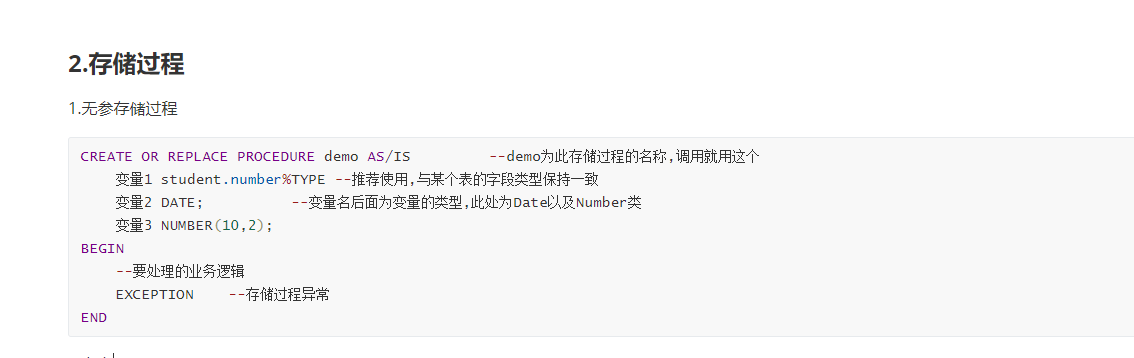 2.存储过程
1.无参存储过程
CREATE OR REPLACE PROCEDURE demo AS/IS --demo为此存储过程的名称,调用就用这个
变量1 student.number%TYPE --推荐使用,与某个表的字段类型保持一致
变量2 DATE; --变量名后面为变量的类型,此处为Date以及Number类
变量3 NUMBER(10,2);
BEGIN
--要处理的业务逻辑
EXCEPTION --存储过程异常
END